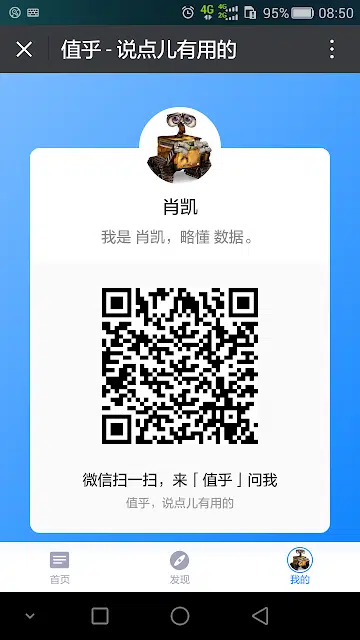 4G 4G 2G 95% 08:50
值乎 - 说点儿有用的
肖凯
我是 肖凯，略懂 数据。
微信扫一扫，来「值乎」问我
值乎，说点儿有用的
首页 发现 我的